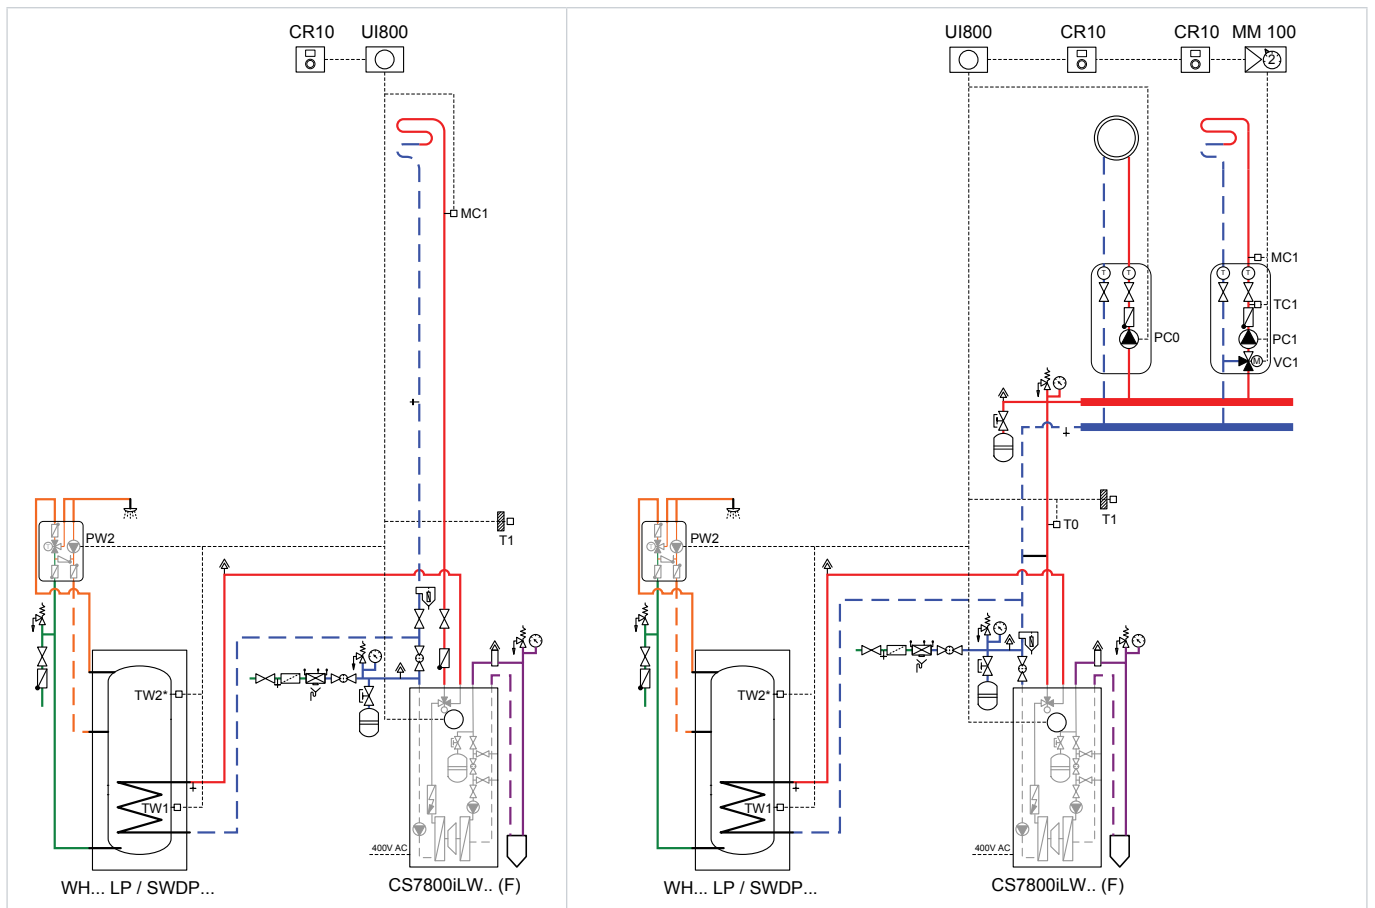 CR10 UI800
MC1
PW2
T1
TW2*
TW1
400V AC
WH... LP / SWDP...
CS7800iLW.. (F)
UI800 CR10 CR10 MM 100
2
T T T T
MC1
TC1
PC0
PC1
M
VC1
T0
T1
PW2
TW2*
TW1
400V AC
WH... LP / SWDP...
CS7800iLW.. (F)